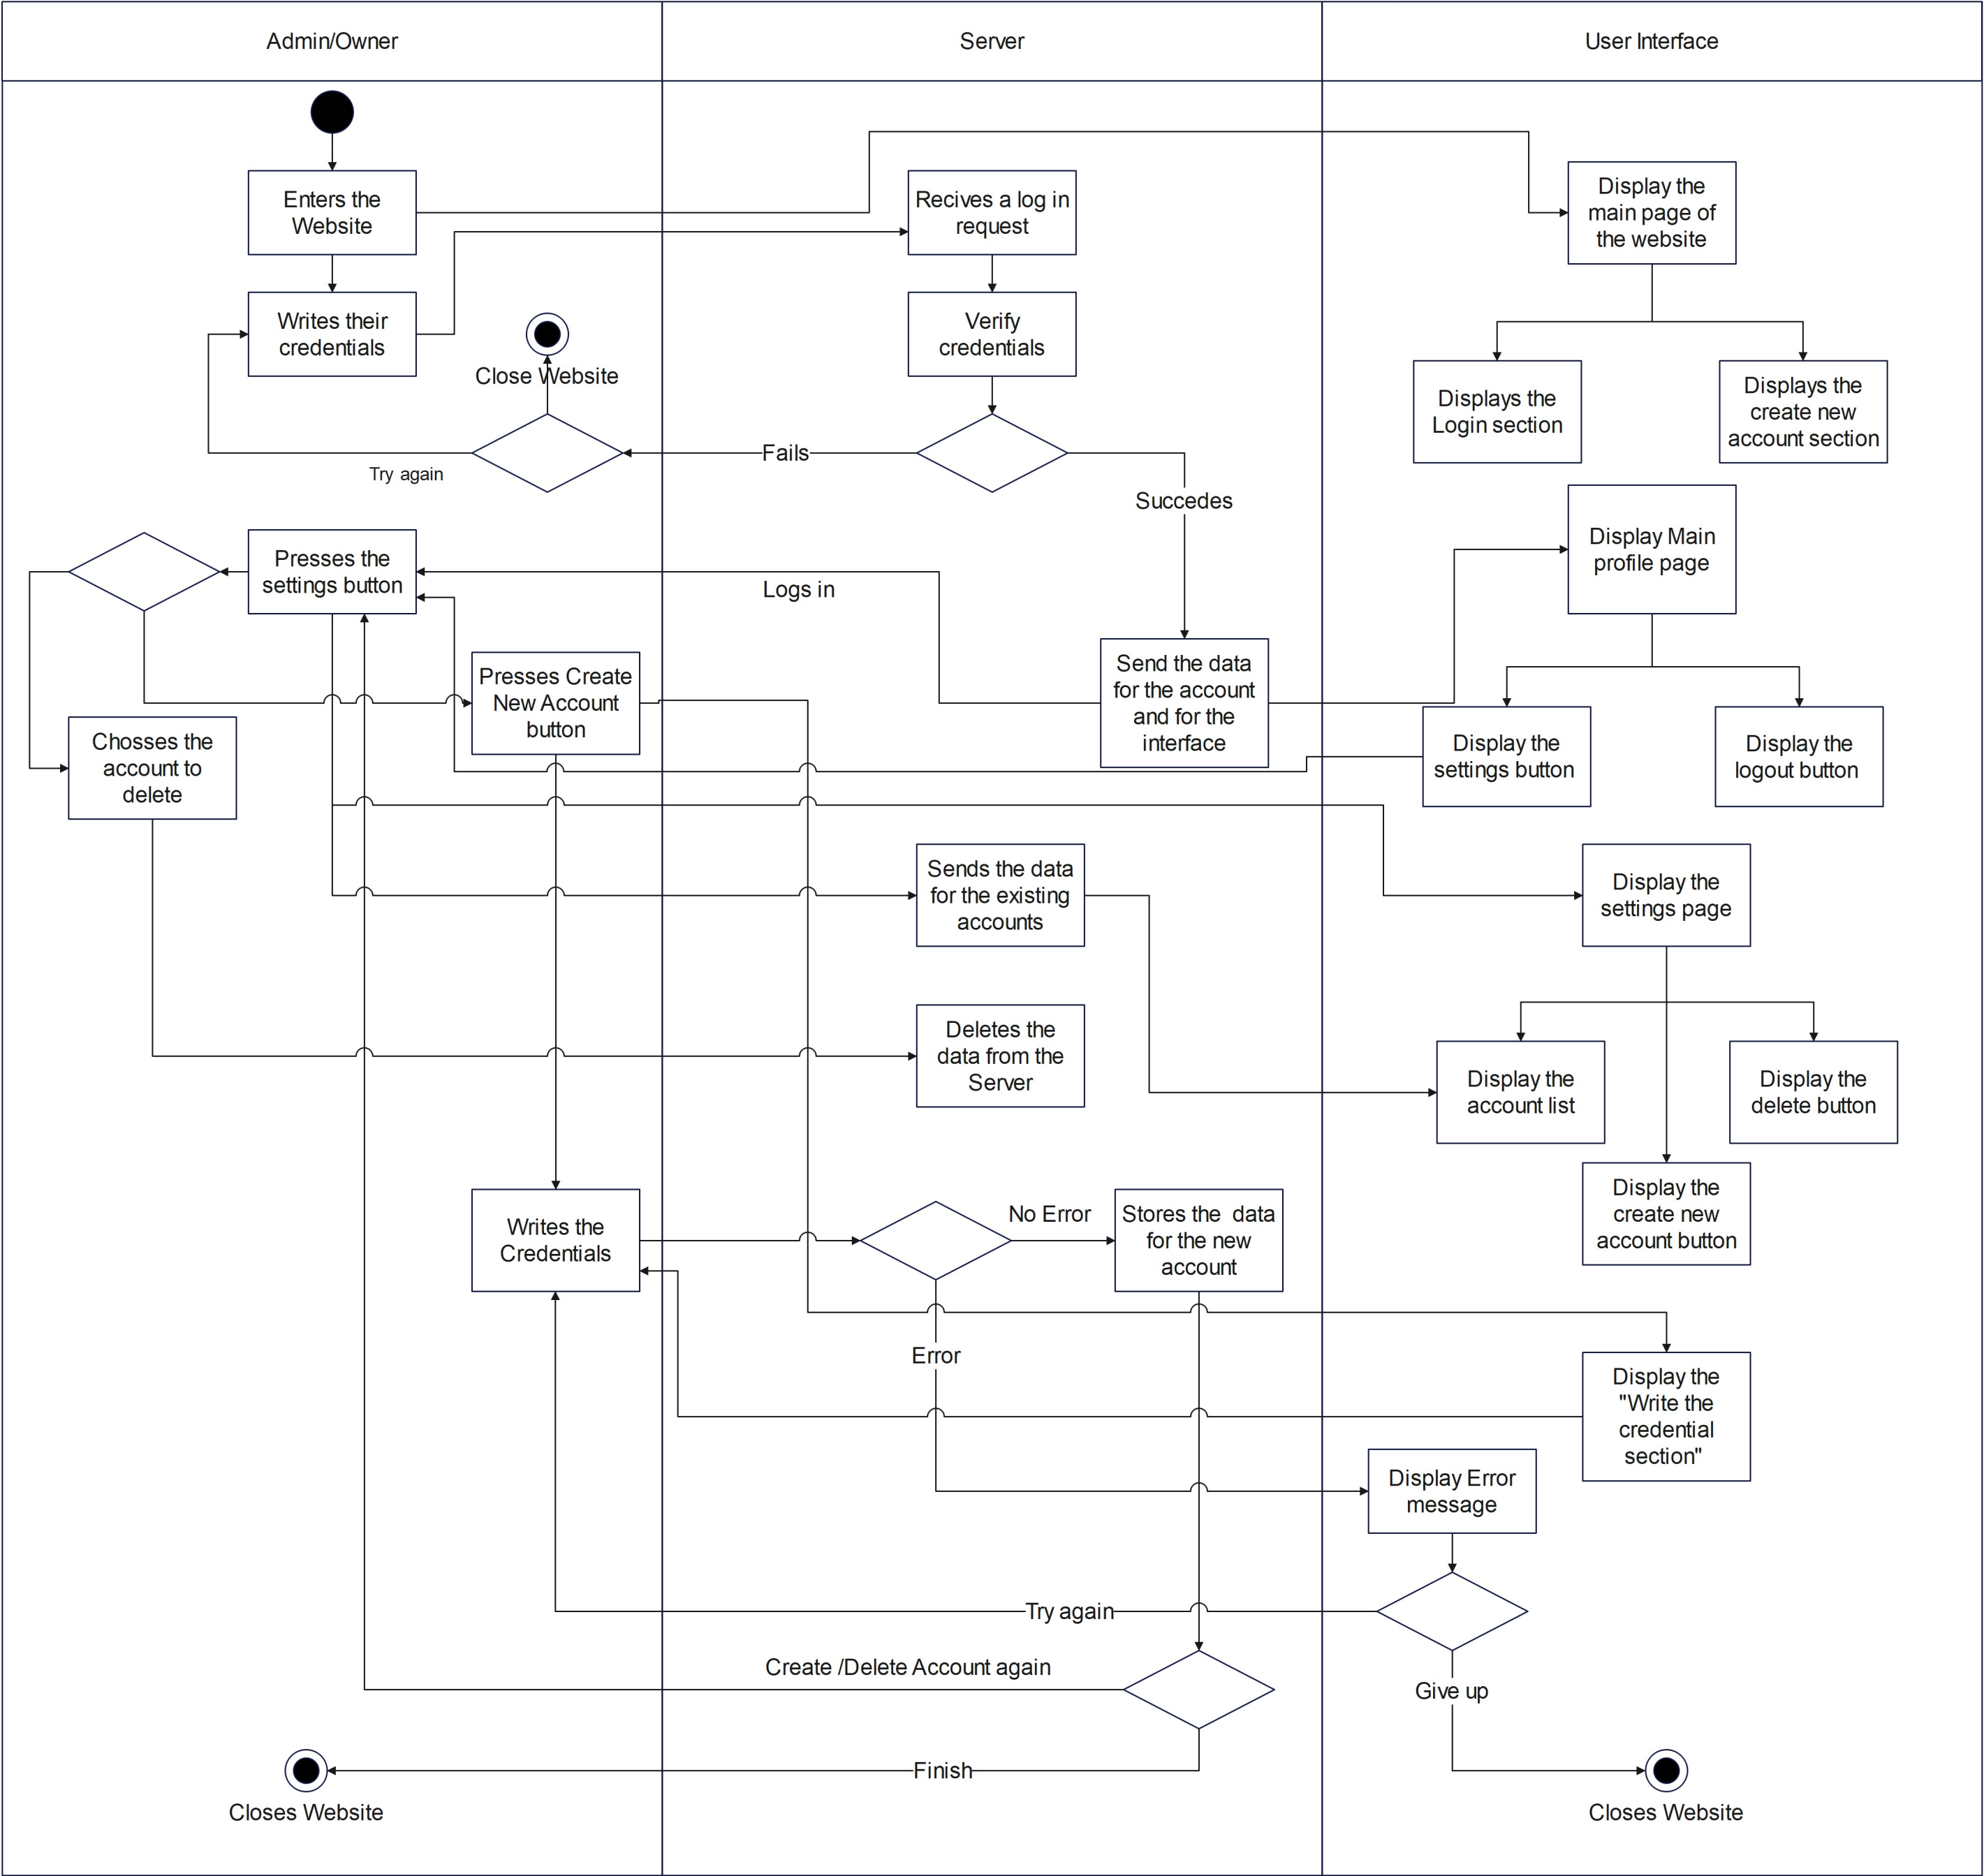 Admin/Owner
Server
User Interface
Enters the
Website
Recives a log in
request
Display the
main page of
the website
Writes their
credentials
Close Website
Verify
credentials
Displays the
Login section
Displays the
create new
account section
Fails
Try again
Succedes
Presses the
settings button
Logs in
Display Main
profile page
Presses Create
New Account
button
Send the data
for the account
and for the
interface
Chosses the
account to
delete
Display the
settings button
Display the
logout button
Sends the data
for the existing
accounts
Display the
settings page
Deletes the
data from the
Server
Display the
account list
Display the
delete button
Display the
create new
account button
Writes the
Credentials
No Error
Stores the  data
for the new
account
Error
Display the
"Write the
credential
section"
Display Error
message
Try again
Create /Delete Account again
Give up
Finish
Closes Website
Closes Website